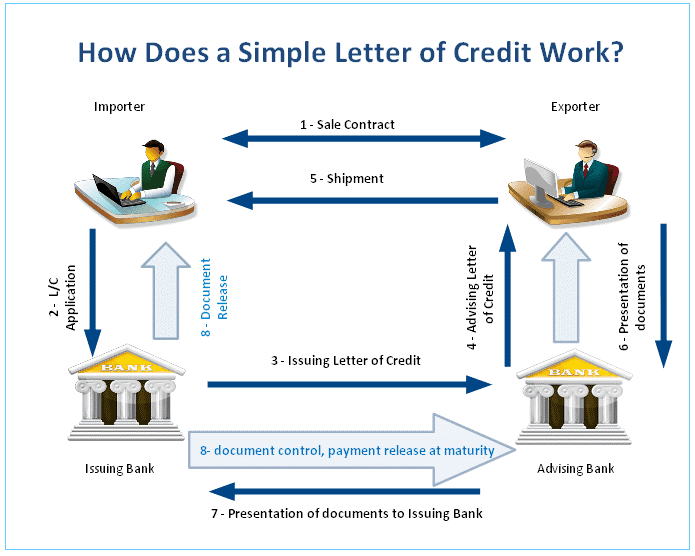 How Does a Simple Letter of Credit Work?
Importer
Exporter
1 - Sale Contract
5 - Shipment
2 - L/C
Application
8 - Document
Release
4 - Advising Letter
of Credit
6 - Presentation of
documents
3 - Issuing Letter of Credit
BANK
BANK
8- document control, payment release at maturity
Issuing Bank
Advising Bank
7 - Presentation of documents to Issuing Bank